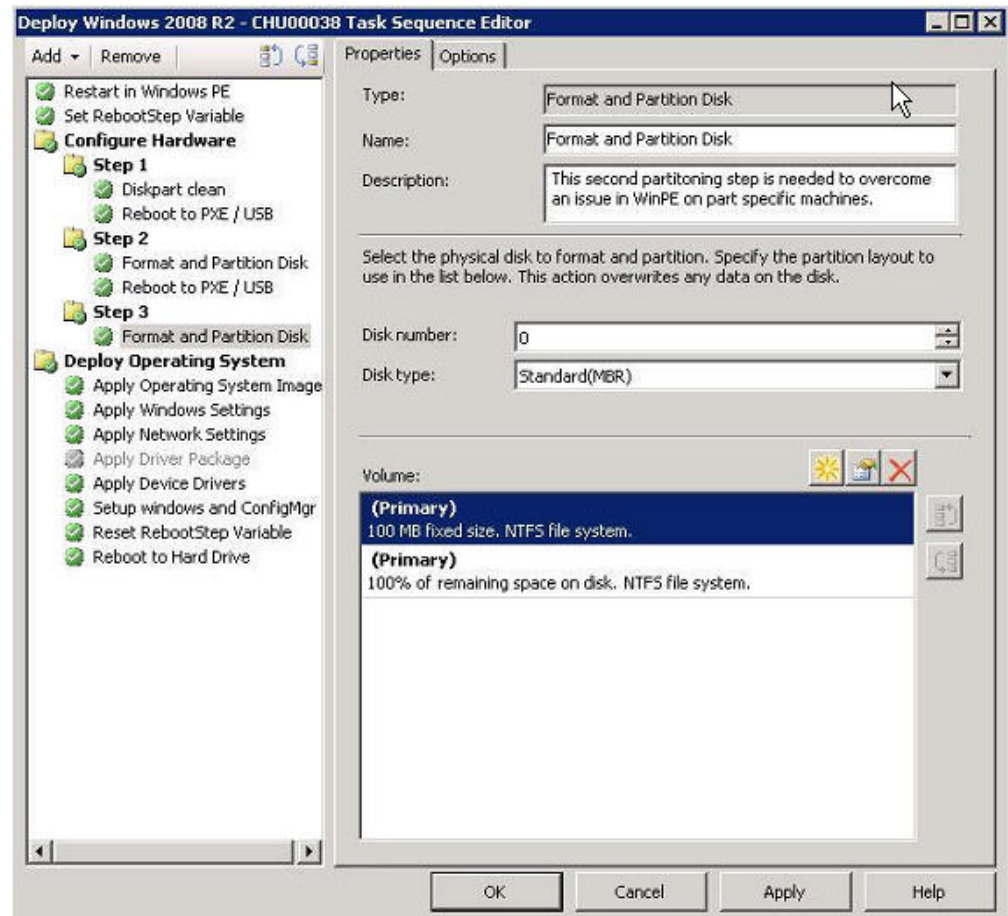 Deploy Windows 2008 R2 - CHU00038 Task Sequence Editor
Add Remove
Restart in Windows PE
Set RebootStep Variable
Configure Hardware
Step 1
Diskpart clean
Reboot to PXE / USB
Step 2
Format and Partition Disk
Reboot to PXE / USB
Step 3
Format and Partition Disk
Deploy Operating System
Apply Operating System Image
Apply Windows Settings
Apply Network Settings
Apply Driver Package
Apply Device Drivers
Setup windows and ConfigMgr
Reset RebootStep Variable
Reboot to Hard Drive
Properties Options
Type: Format and Partition Disk
Name: Format and Partition Disk
Description: This second partitoning step is needed to overcome
an issue in WinPE on part specific machines.
Select the physical disk to format and partition. Specify the partition layout to
use in the list below. This action overwrites any data on the disk.
Disk number: 0
Disk type: Standard(MBR)
Volume:
(Primary)
100 MB fixed size. NTFS file system.
(Primary)
100% of remaining space on disk. NTFS file system.
OK Cancel Apply Help